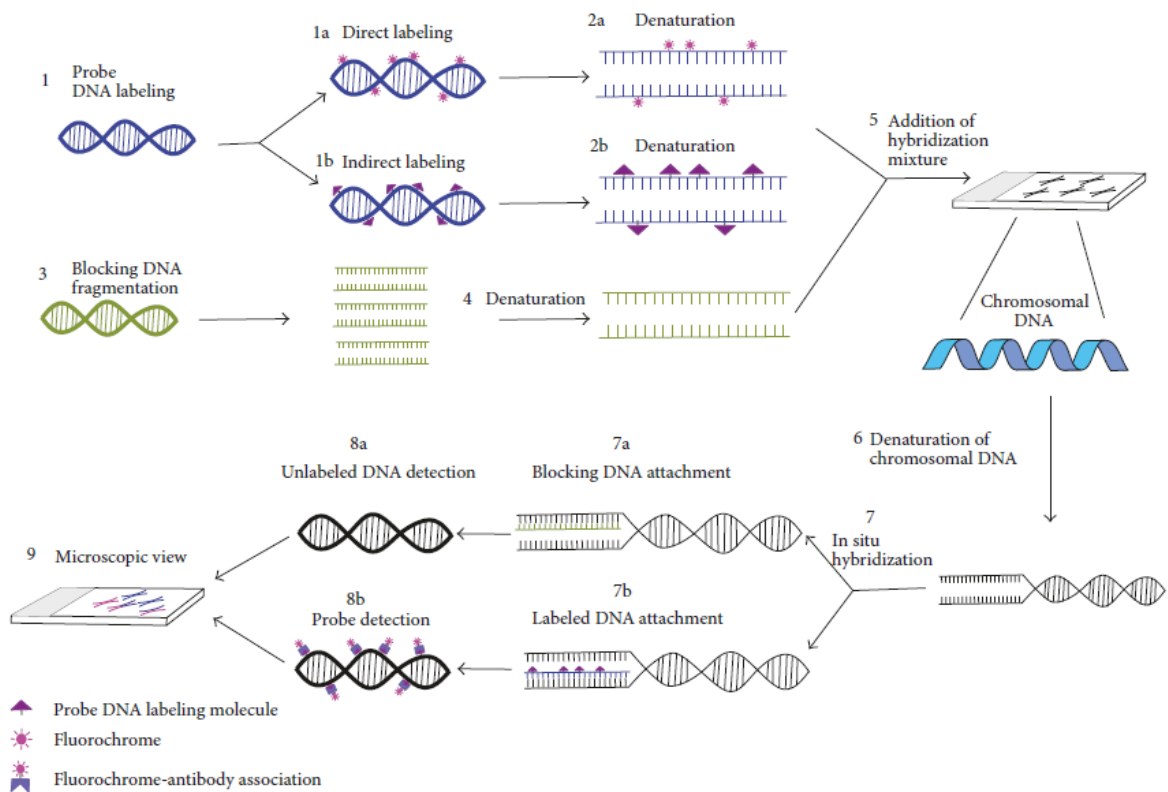 1 Probe
DNA labeling
1a Direct labeling
2a Denaturation
1b Indirect labeling
2b Denaturation
3 Blocking DNA
fragmentation
4 Denaturation
5 Addition of
hybridization
mixture
Chromosomal
DNA
6 Denaturation of
chromosomal DNA
7 In situ
hybridization
7a
Blocking DNA attachment
7b
Labeled DNA attachment
8a
Unlabeled DNA detection
8b
Probe detection
9 Microscopic view
Probe DNA labeling molecule
Fluorochrome
Fluorochrome-antibody association